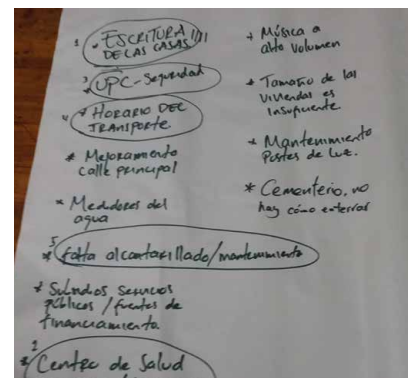 1 * ESCRITURA !!!!
DE LAS CASAS
3 * UPC - Seguridad
4 * HORARIO DEL
TRANSPORTE
* Mejoramiento
calle principal
* Medidores del
agua
5 * falta alcantarillado/mantenimiento
* Subsidios servicios
públicos / fuentes de
financiamiento.
2 * Centro de Salud
* Música a
alto volumen
* Tamaño de las
viviendas es
insuficiente.
* Mantenimiento
Postes de luz.
* Cementerio, no
hay cómo enterrar